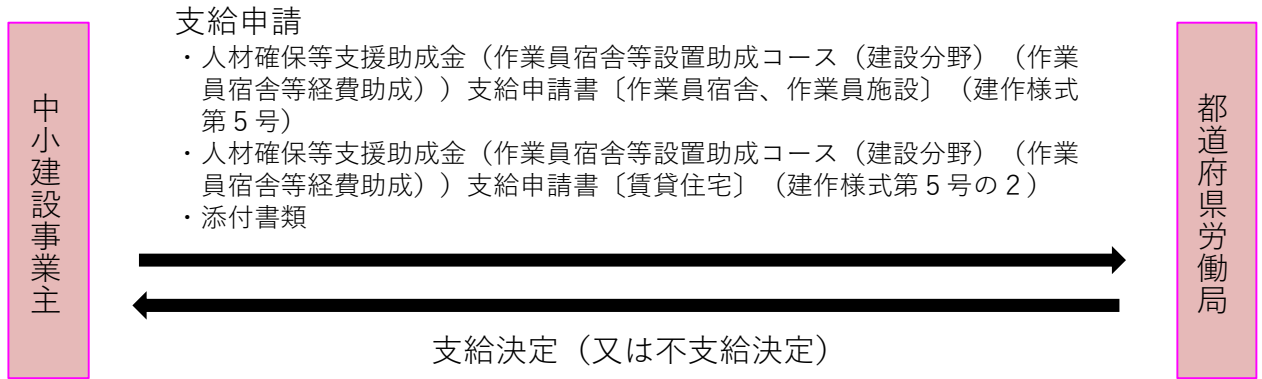 支給申請
・人材確保等支援助成金（作業員宿舎等設置助成コース（建設分野）（作業
員宿舎等経費助成））支給申請書〔作業員宿舎、作業員施設〕（建作様式
第５号）
・人材確保等支援助成金（作業員宿舎等設置助成コース（建設分野）（作業
員宿舎等経費助成））支給申請書〔賃貸住宅〕（建作様式第５号の２）
・添付書類
中小建設事業主
都道府県労働局
支給決定（又は不支給決定）